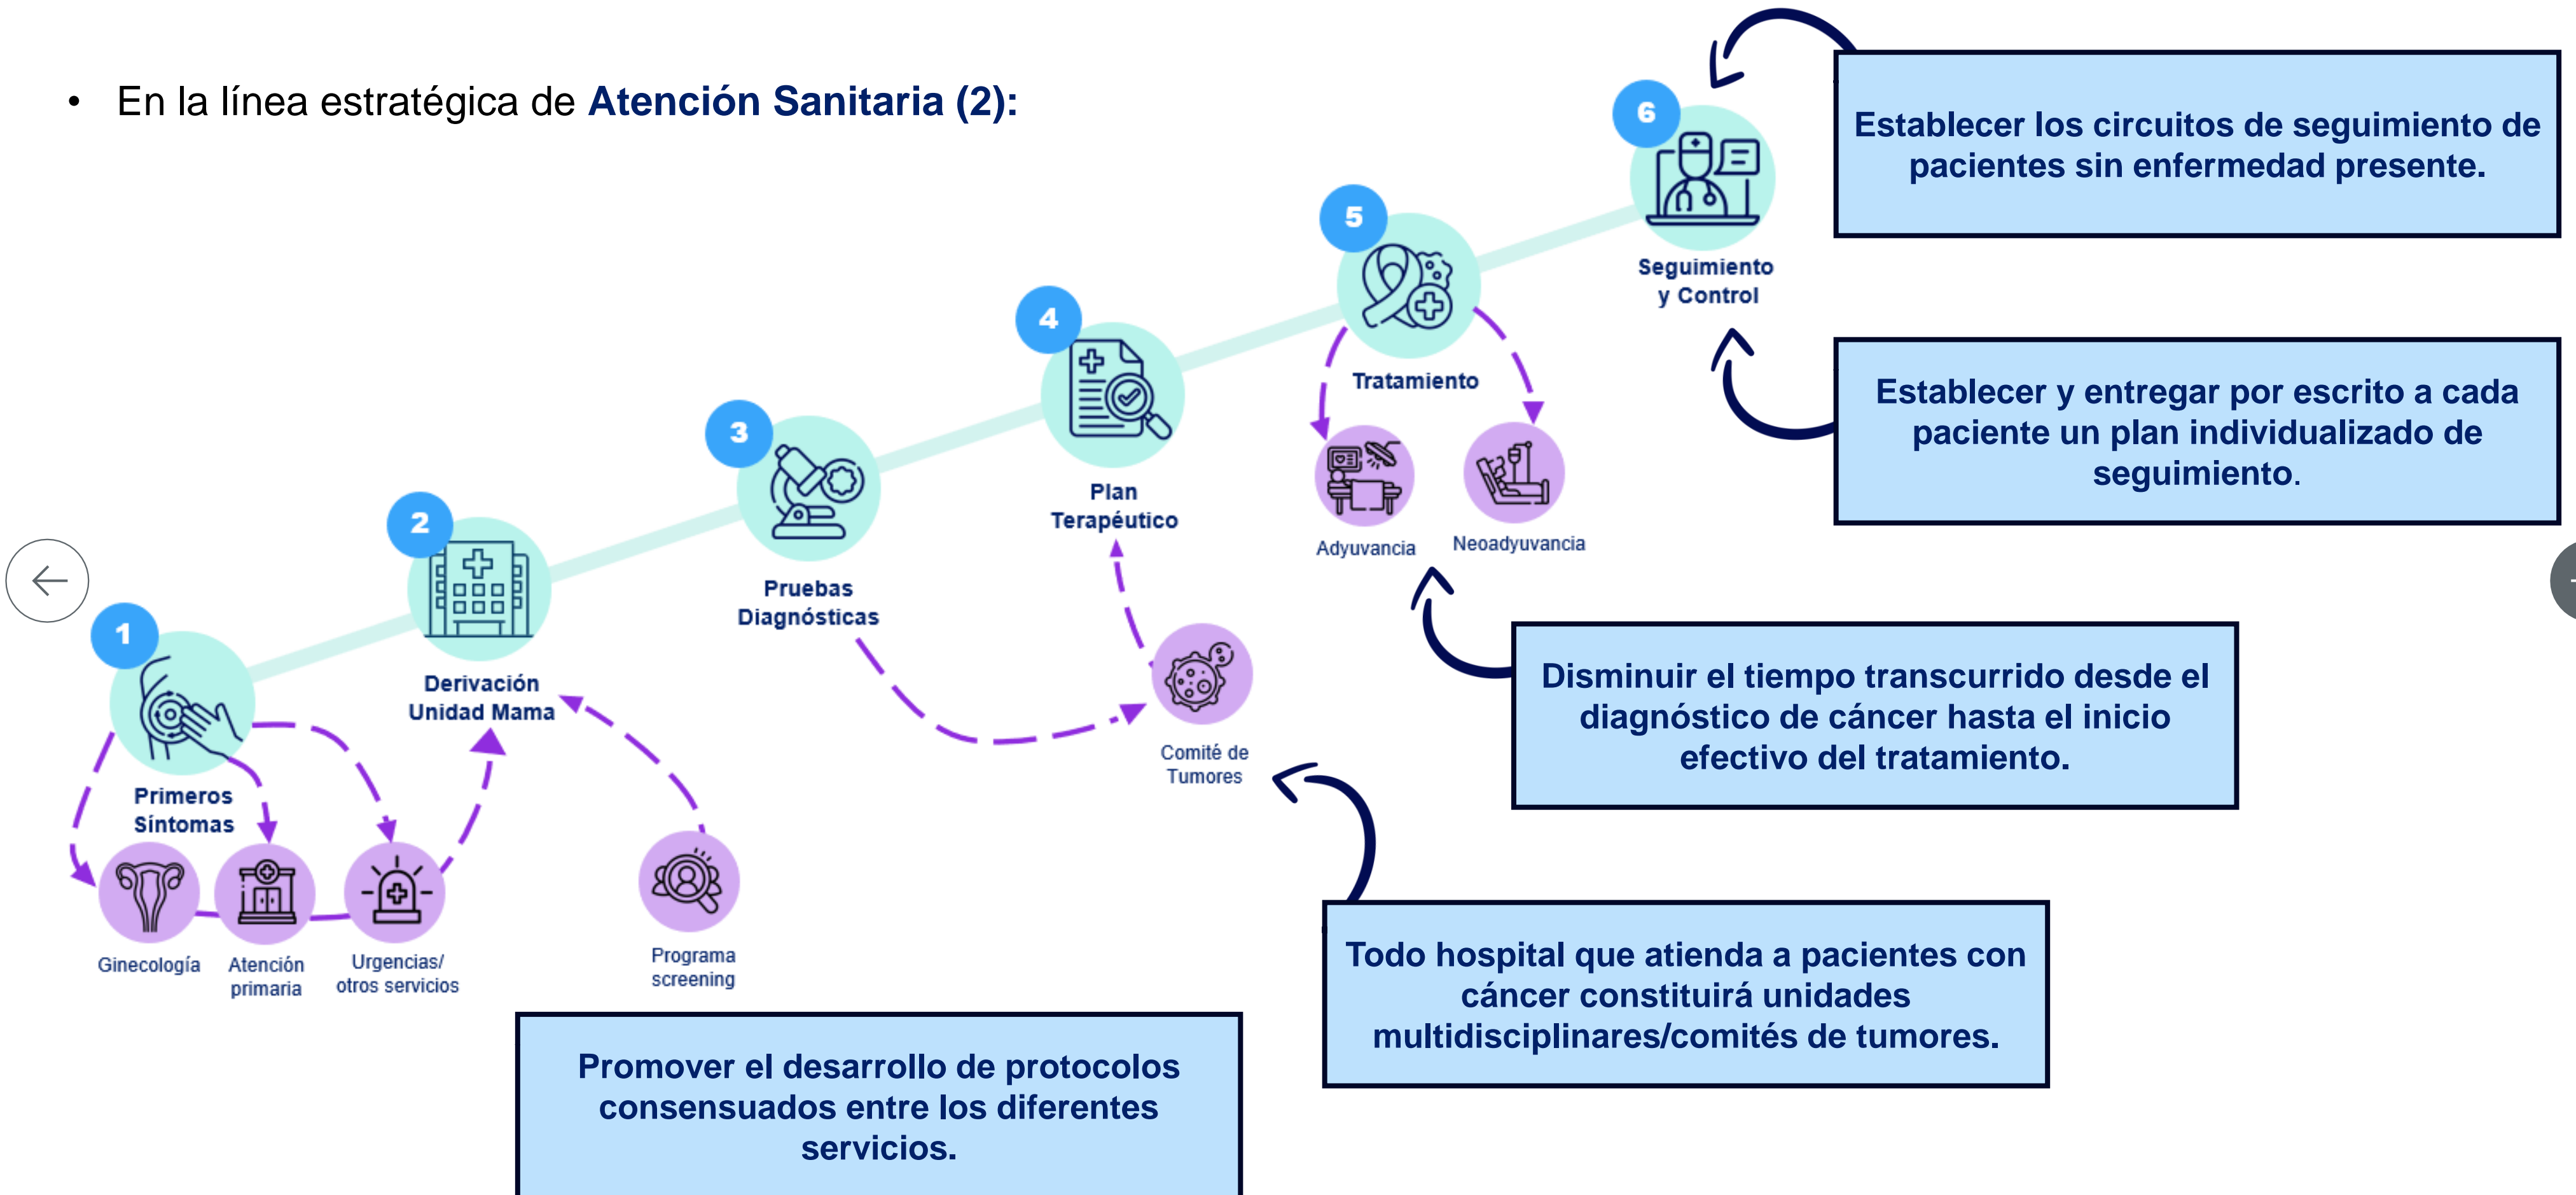 • En la línea estratégica de Atención Sanitaria (2):
1
Primeros
Síntomas
Ginecología
Atención
primaria
Urgencias/
otros servicios
2
Derivación
Unidad Mama
Programa
screening
3
Pruebas
Diagnósticas
Comité de
Tumores
4
Plan
Terapéutico
5
Tratamiento
Adyuvancia
Neoadyuvancia
6
Seguimiento
y Control
Establecer los circuitos de seguimiento de
pacientes sin enfermedad presente.
Establecer y entregar por escrito a cada
paciente un plan individualizado de
seguimiento.
Disminuir el tiempo transcurrido desde el
diagnóstico de cáncer hasta el inicio
efectivo del tratamiento.
Todo hospital que atienda a pacientes con
cáncer constituirá unidades
multidisciplinares/comités de tumores.
Promover el desarrollo de protocolos
consensuados entre los diferentes
servicios.